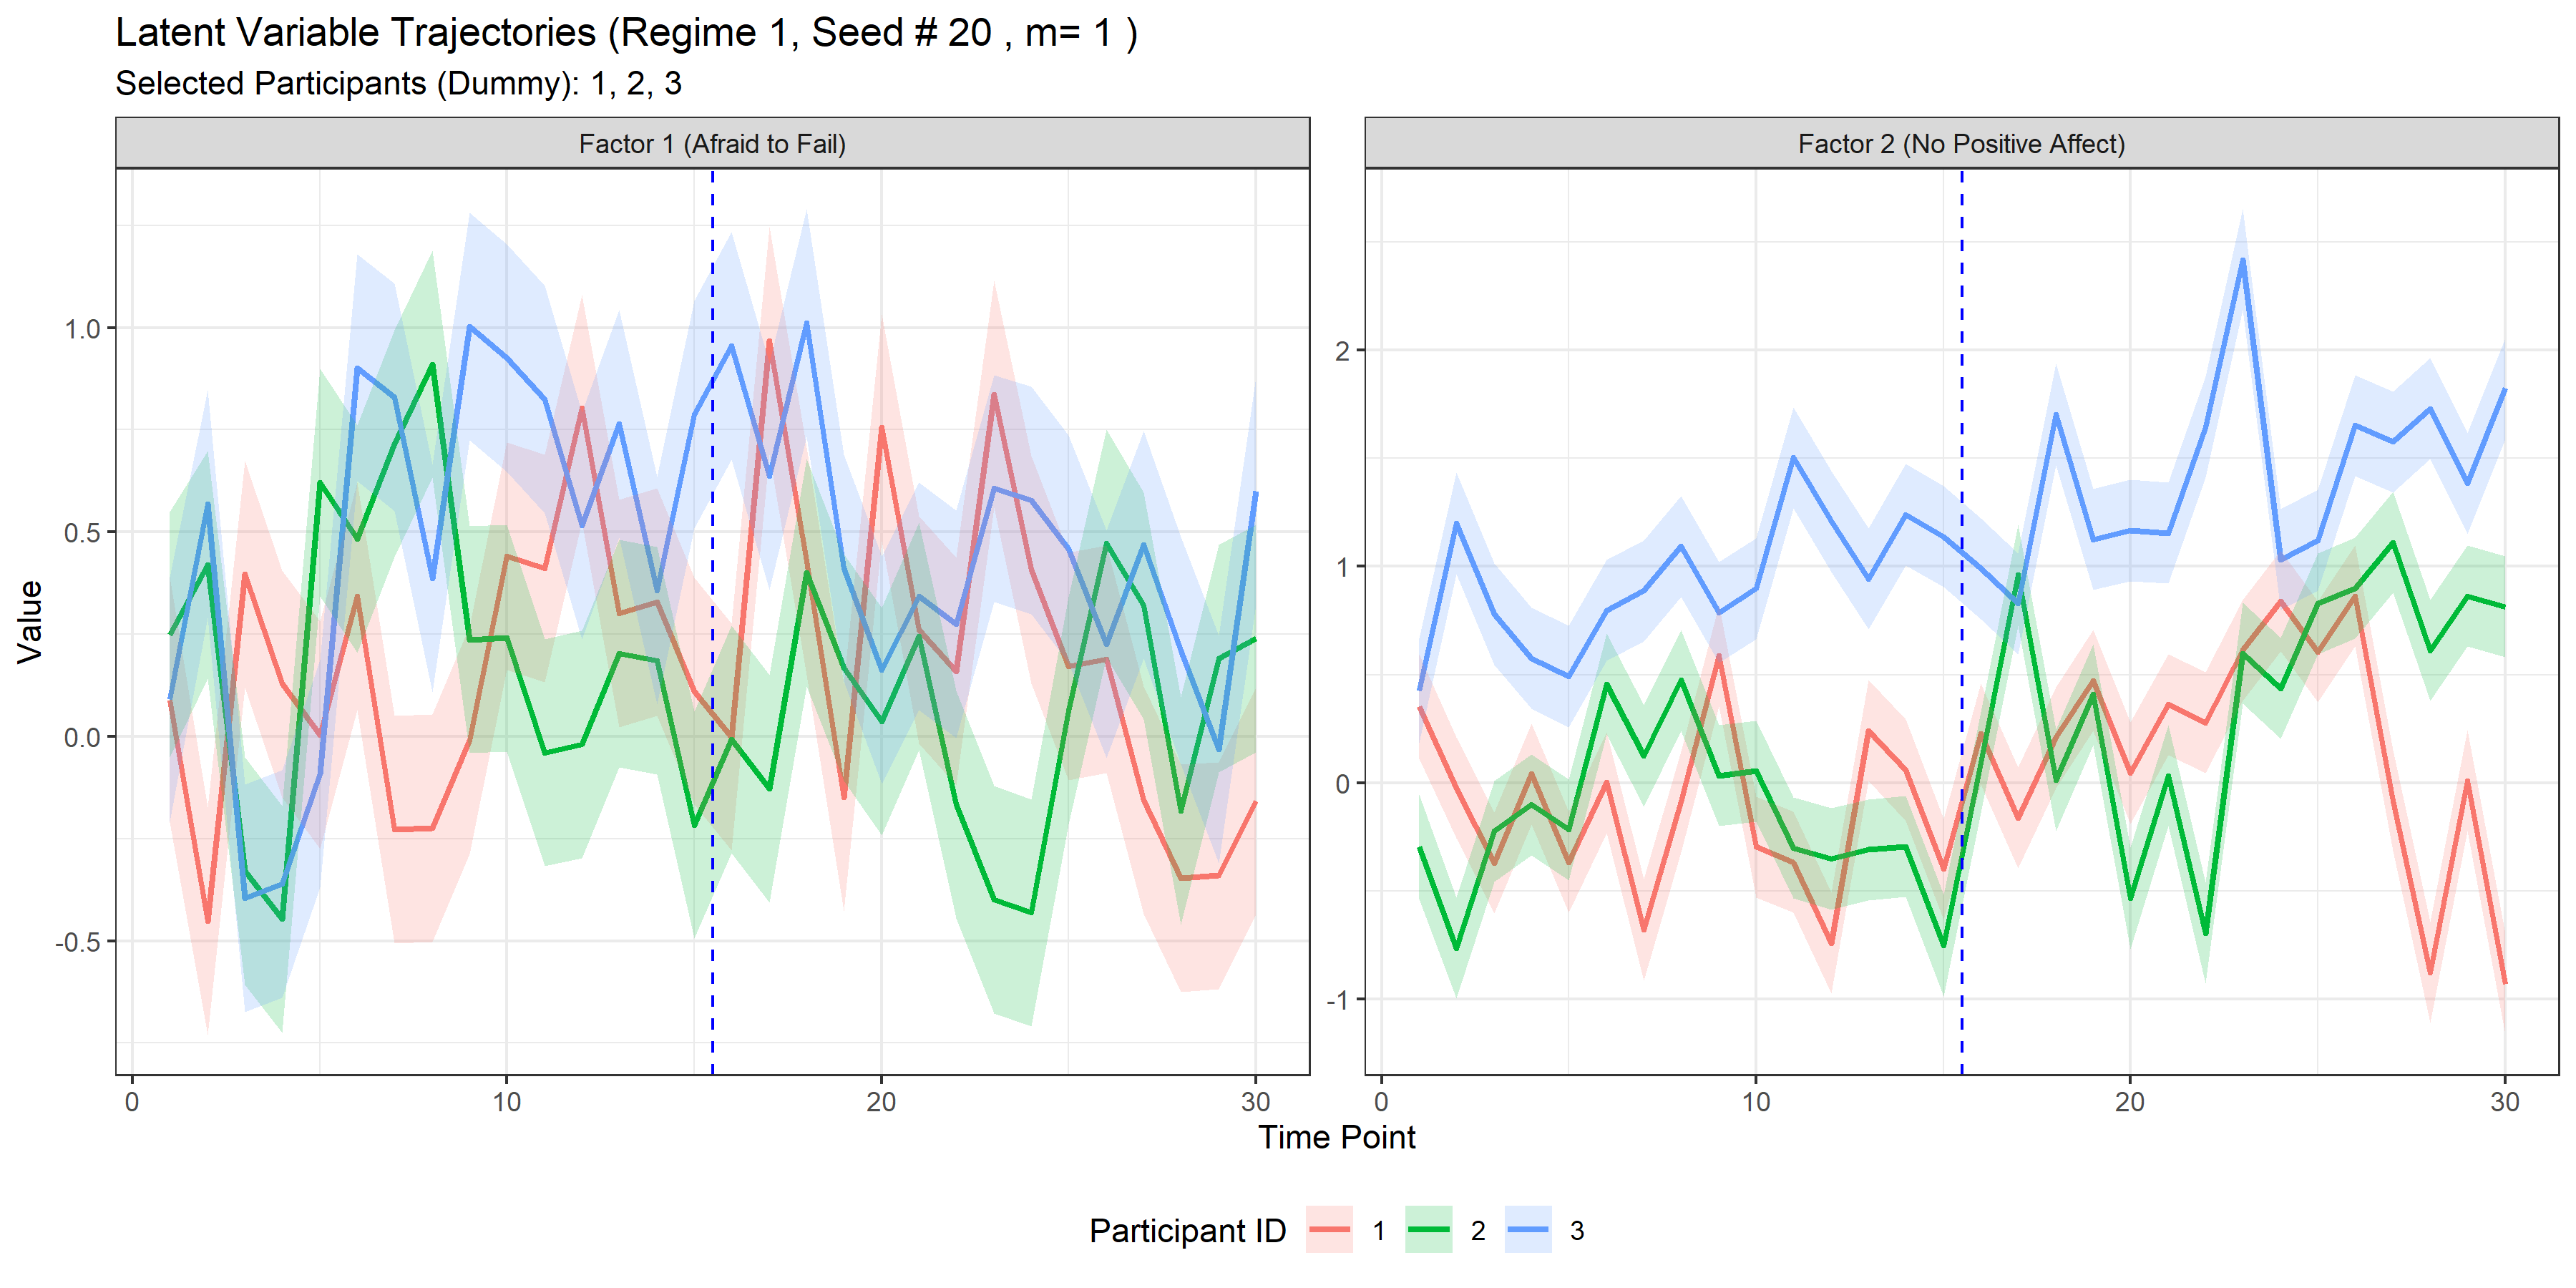 Latent Variable Trajectories (Regime 1, Seed # 20 , m= 1 )
Selected Participants (Dummy): 1, 2, 3
Factor 1 (Afraid to Fail)
Factor 2 (No Positive Affect)
Value
1.0
0.5
0.0
-0.5
2
1
0
-1
0 10 20 30
0 10 20 30
Time Point
Participant ID 1 2 3